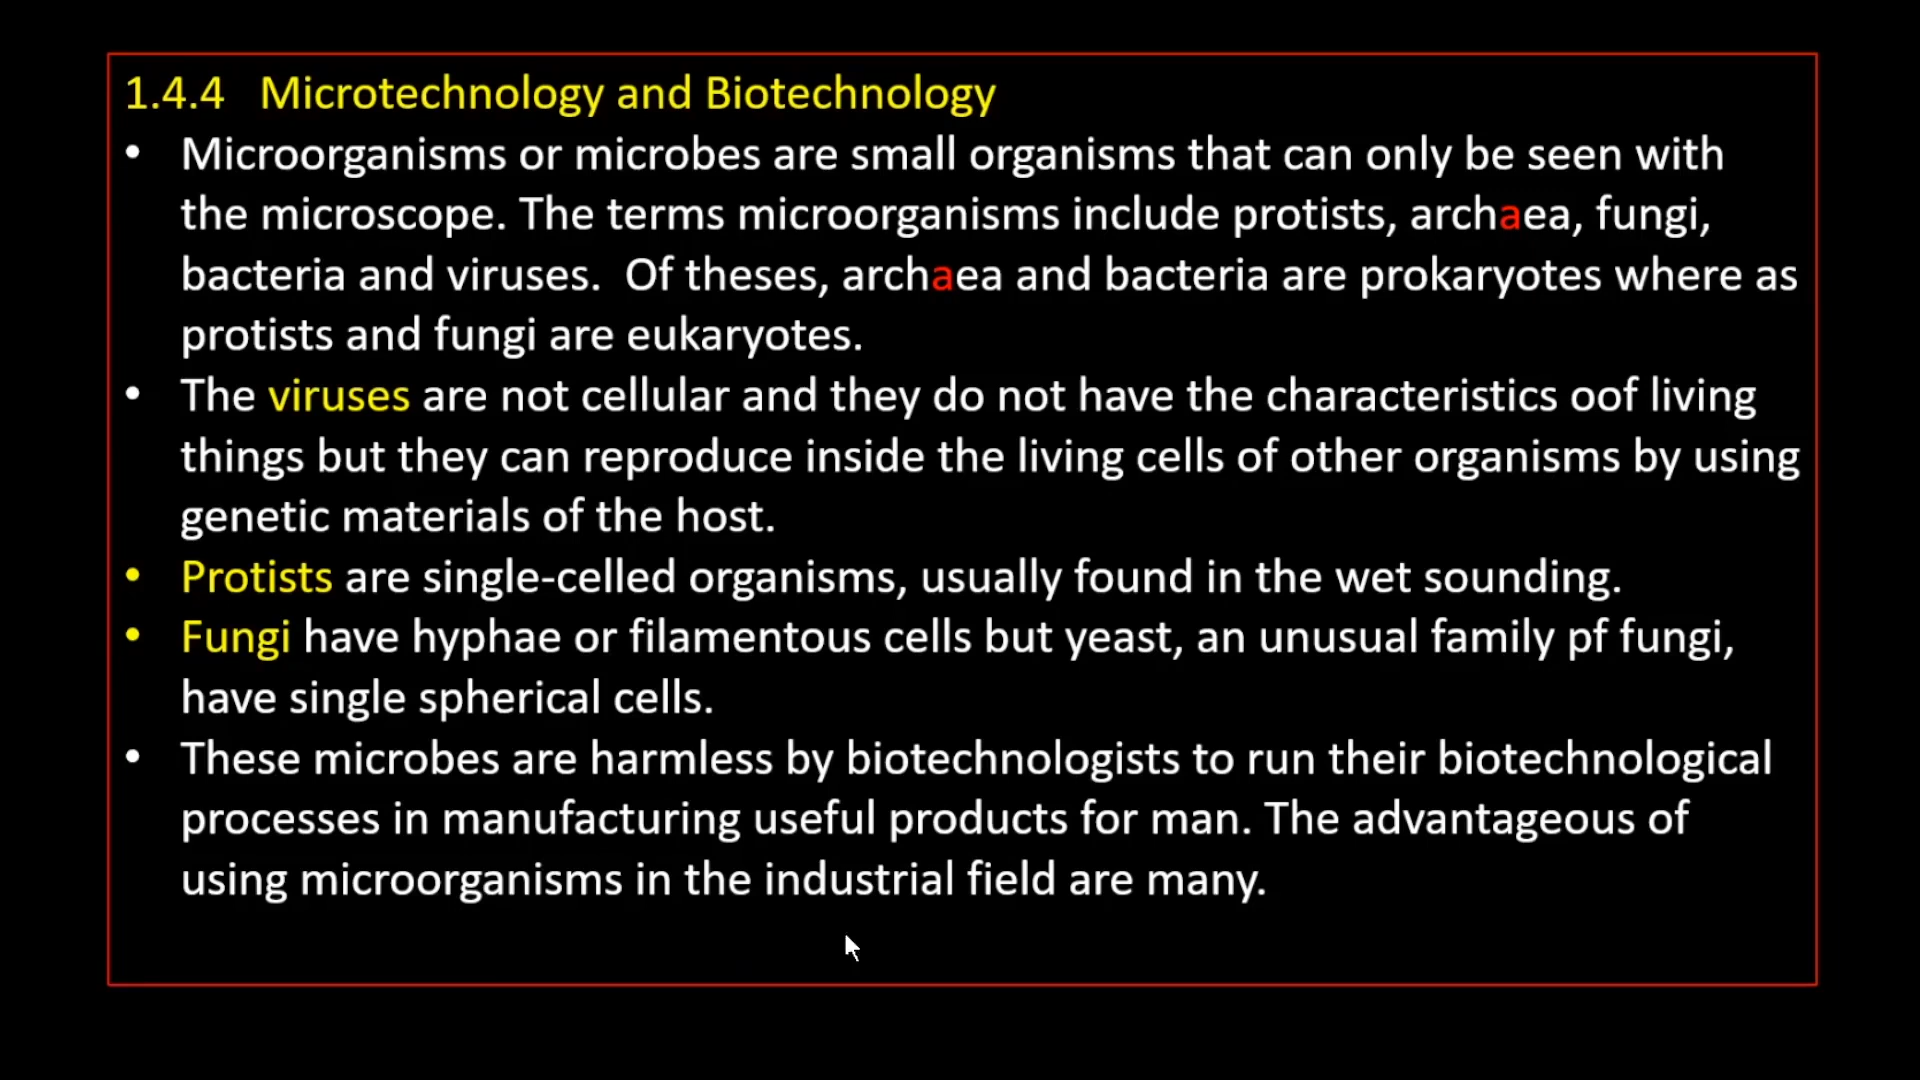 1.4.4 Microtechnology and Biotechnology
• Microorganisms or microbes are small organisms that can only be seen with
the microscope. The terms microorganisms include protists, archaea, fungi,
bacteria and viruses. Of theses, archaea and bacteria are prokaryotes where as
protists and fungi are eukaryotes.
• The viruses are not cellular and they do not have the characteristics oof living
things but they can reproduce inside the living cells of other organisms by using
genetic materials of the host.
• Protists are single-celled organisms, usually found in the wet sounding.
• Fungi have hyphae or filamentous cells but yeast, an unusual family pf fungi,
have single spherical cells.
• These microbes are harmless by biotechnologists to run their biotechnological
processes in manufacturing useful products for man. The advantageous of
using microorganisms in the industrial field are many.